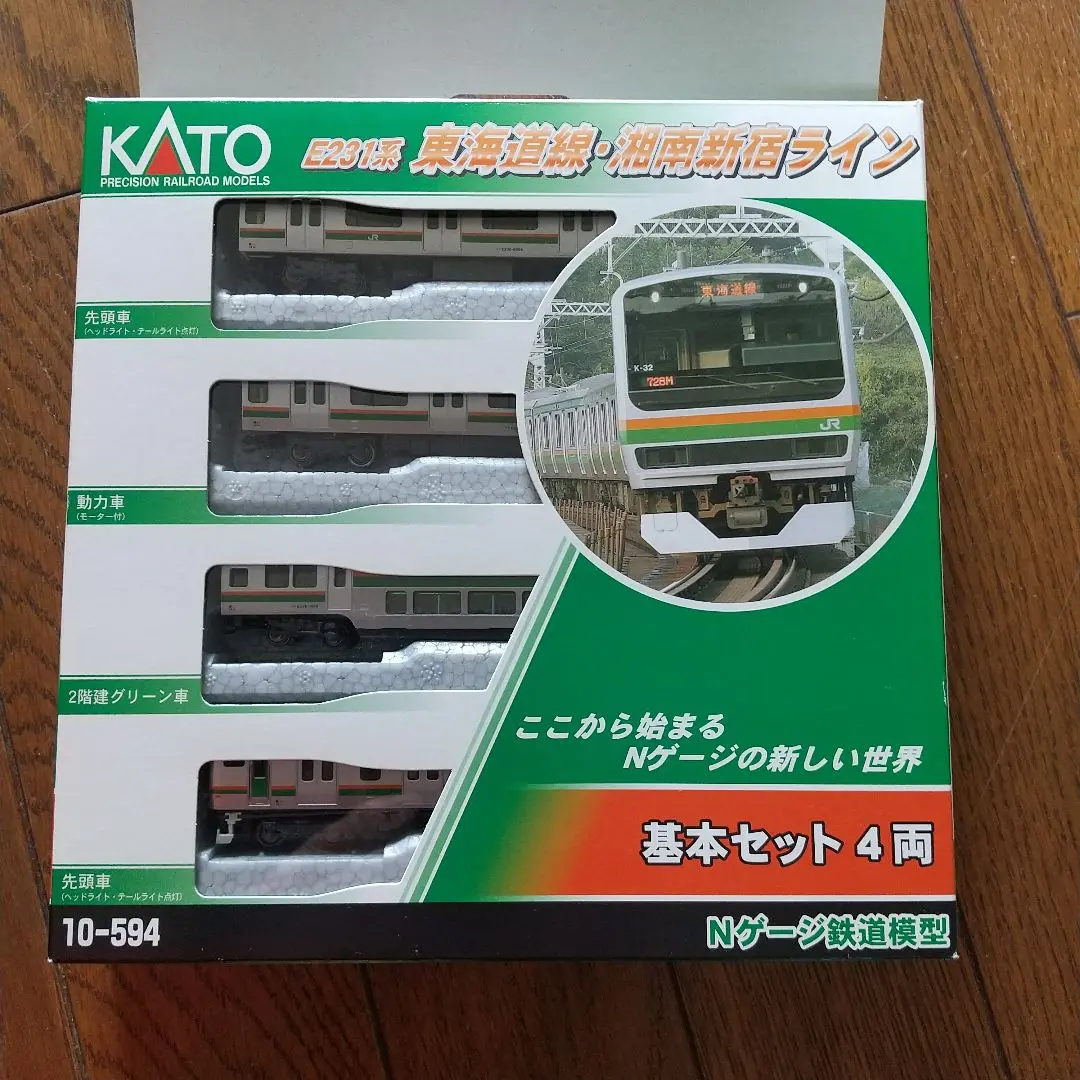 KATO
PRECISION RAILROAD MODELS
E231系 東海道線・湘南新宿ライン
JR
先頭車
(ヘッドライト・テールライト点灯)
東海道線
K-32
728M
JR
動力車
(モーター付)
2階建グリーン車
ここから始まる
Nゲージの新しい世界
基本セット 4両
先頭車
(ヘッドライト・テールライト点灯)
10-594
Nゲージ鉄道模型